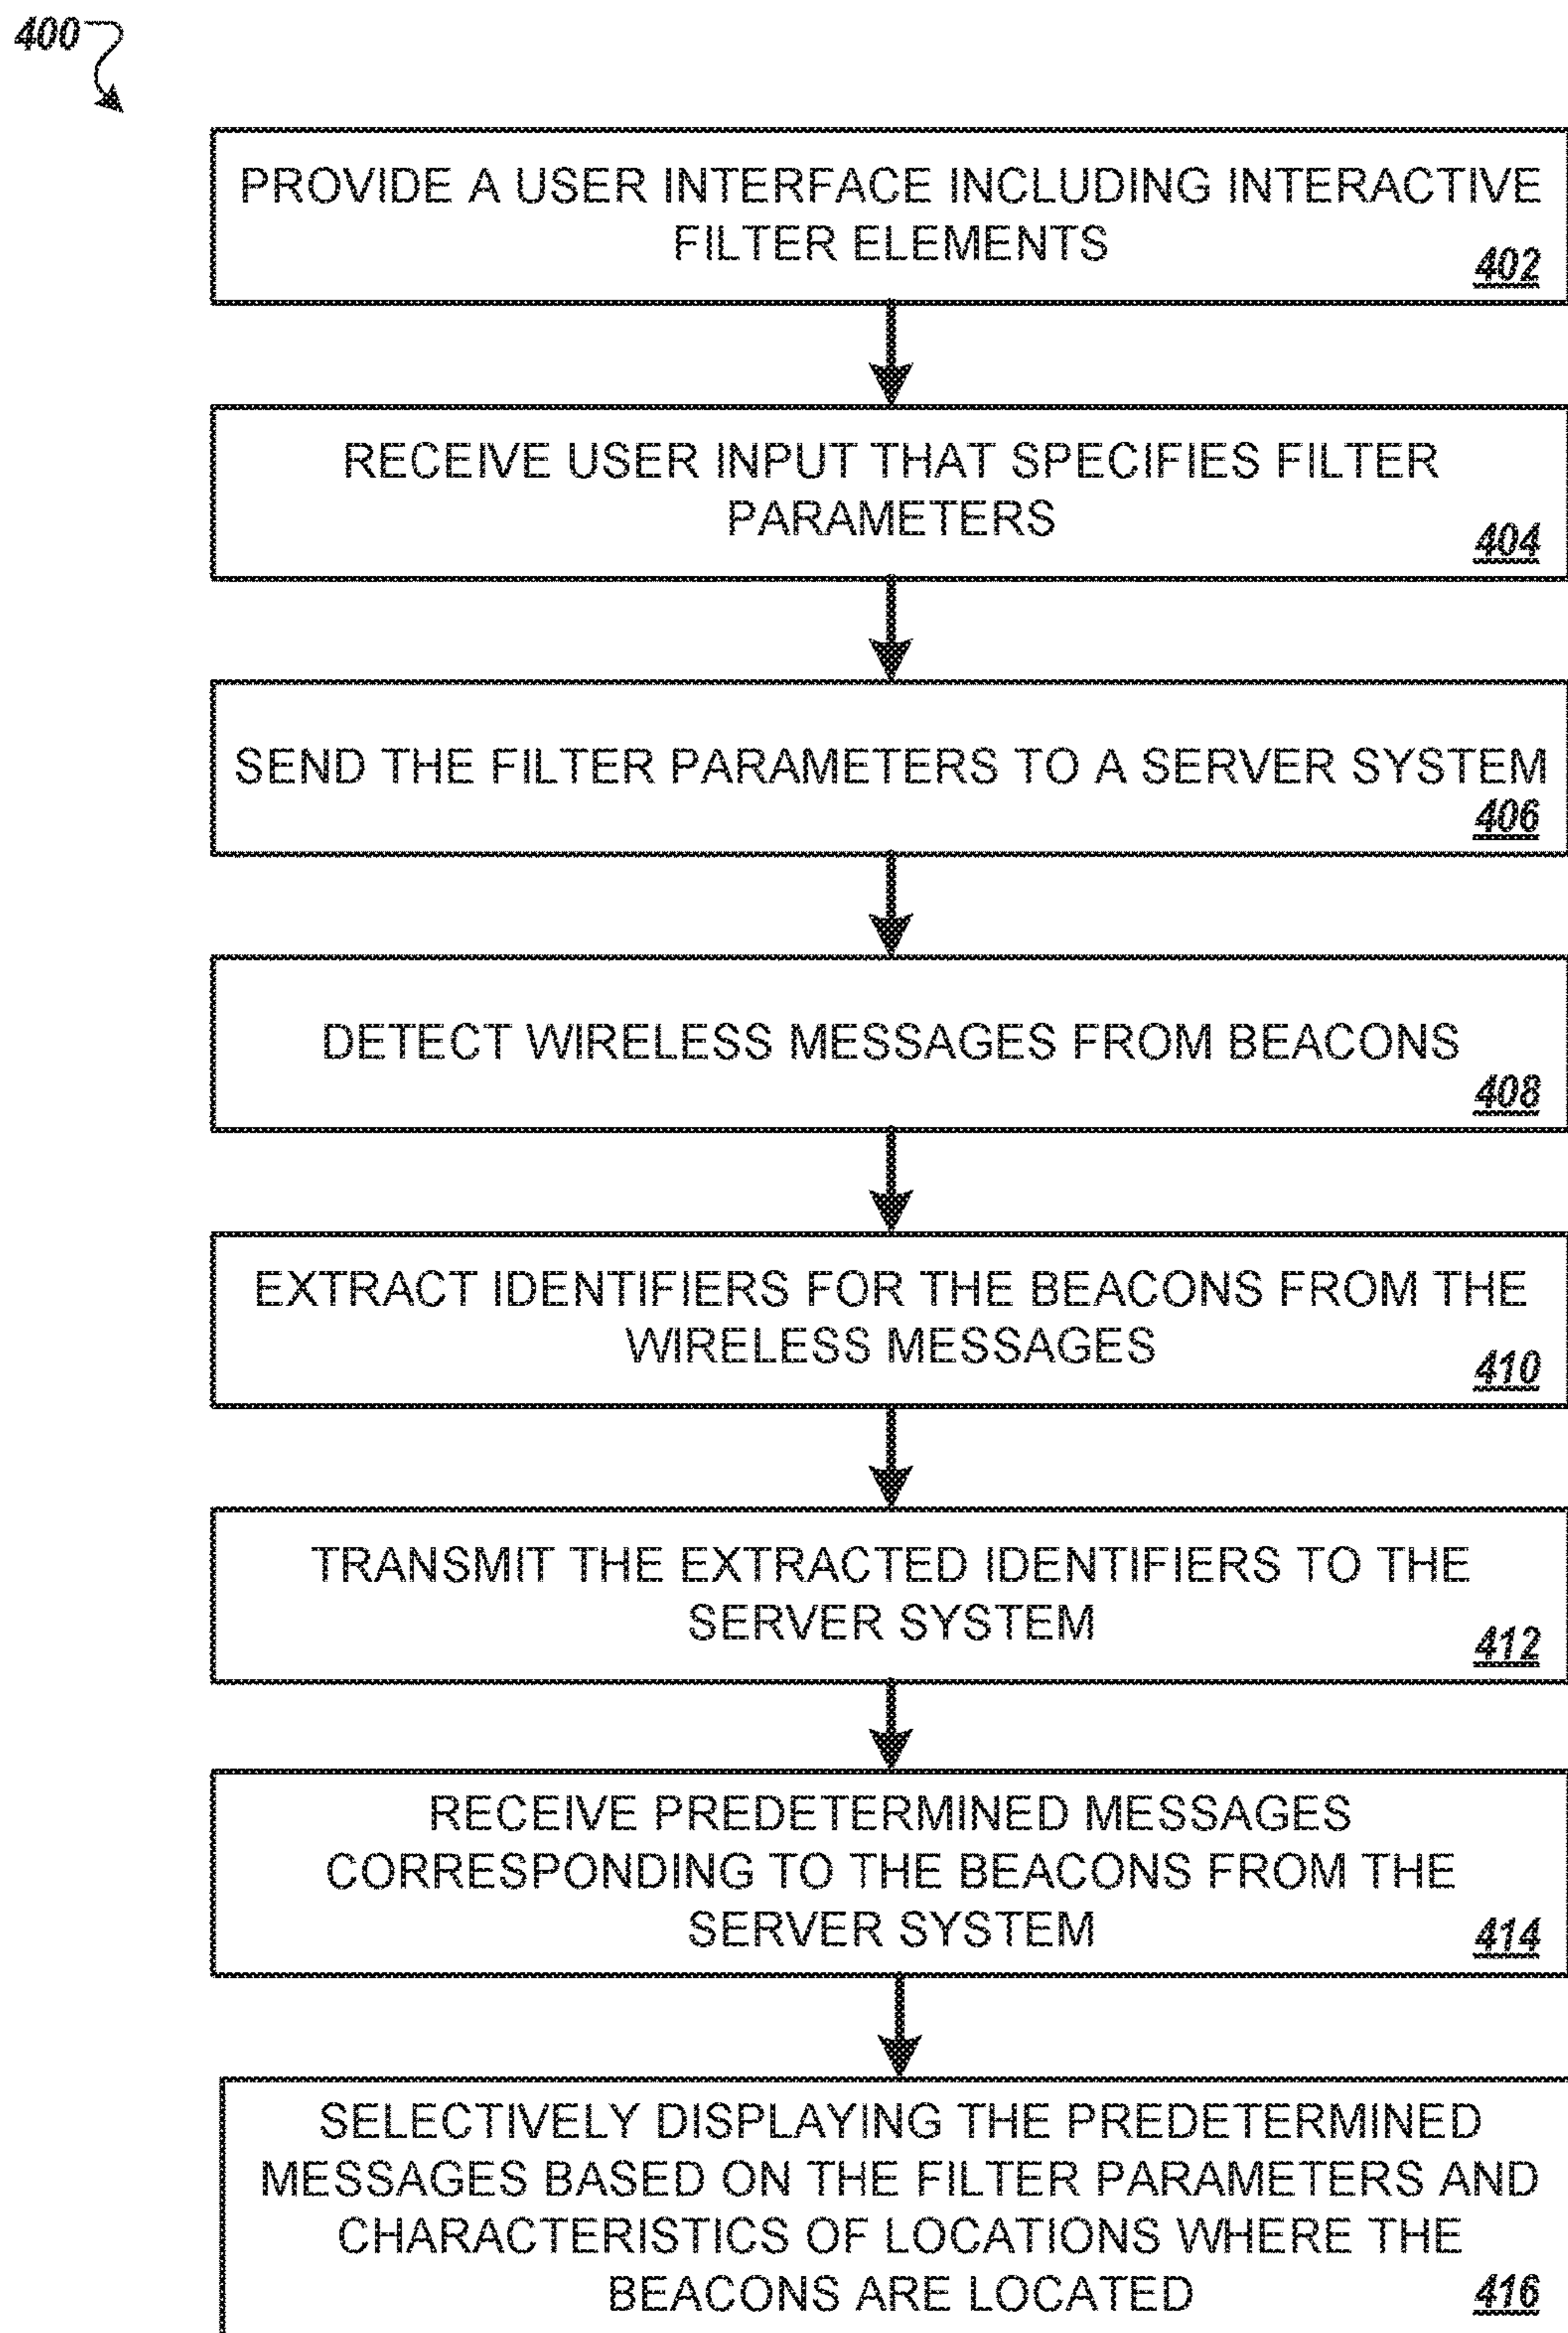 400
PROVIDE A USER INTERFACE INCLUDING INTERACTIVE
FILTER ELEMENTS
402
RECEIVE USER INPUT THAT SPECIFIES FILTER
PARAMETERS
404
SEND THE FILTER PARAMETERS TO A SERVER SYSTEM
406
DETECT WIRELESS MESSAGES FROM BEACONS
408
EXTRACT IDENTIFIERS FOR THE BEACONS FROM THE
WIRELESS MESSAGES
410
TRANSMIT THE EXTRACTED IDENTIFIERS TO THE
SERVER SYSTEM
412
RECEIVE PREDETERMINED MESSAGES
CORRESPONDING TO THE BEACONS FROM THE
SERVER SYSTEM
414
SELECTIVELY DISPLAYING THE PREDETERMINED
MESSAGES BASED ON THE FILTER PARAMETERS AND
CHARACTERISTICS OF LOCATIONS WHERE THE
BEACONS ARE LOCATED
416